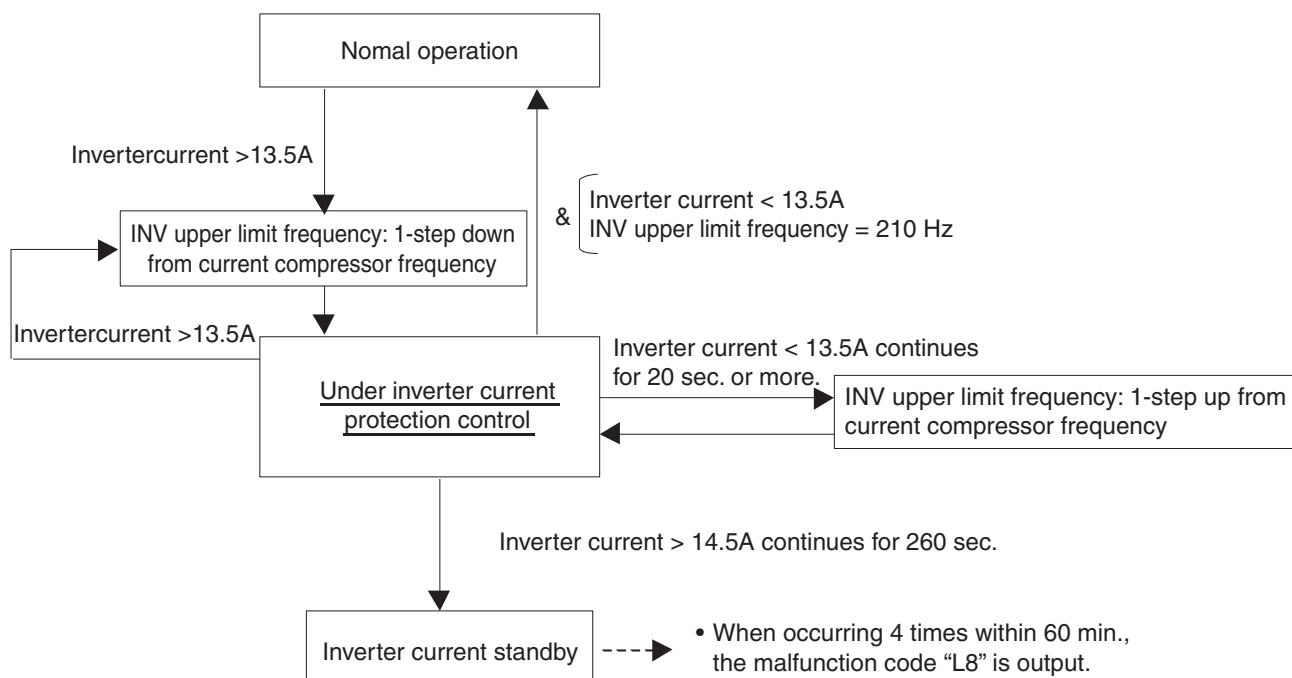 Nomal operation
Invertercurrent >13.5A
&
Inverter current < 13.5A
INV upper limit frequency = 210 Hz
INV upper limit frequency: 1-step down
from current compressor frequency
Invertercurrent >13.5A
Under inverter current
protection control
Inverter current < 13.5A continues
for 20 sec. or more.
INV upper limit frequency: 1-step up from
current compressor frequency
Inverter current > 14.5A continues for 260 sec.
Inverter current standby
• When occurring 4 times within 60 min.,
the malfunction code “L8” is output.